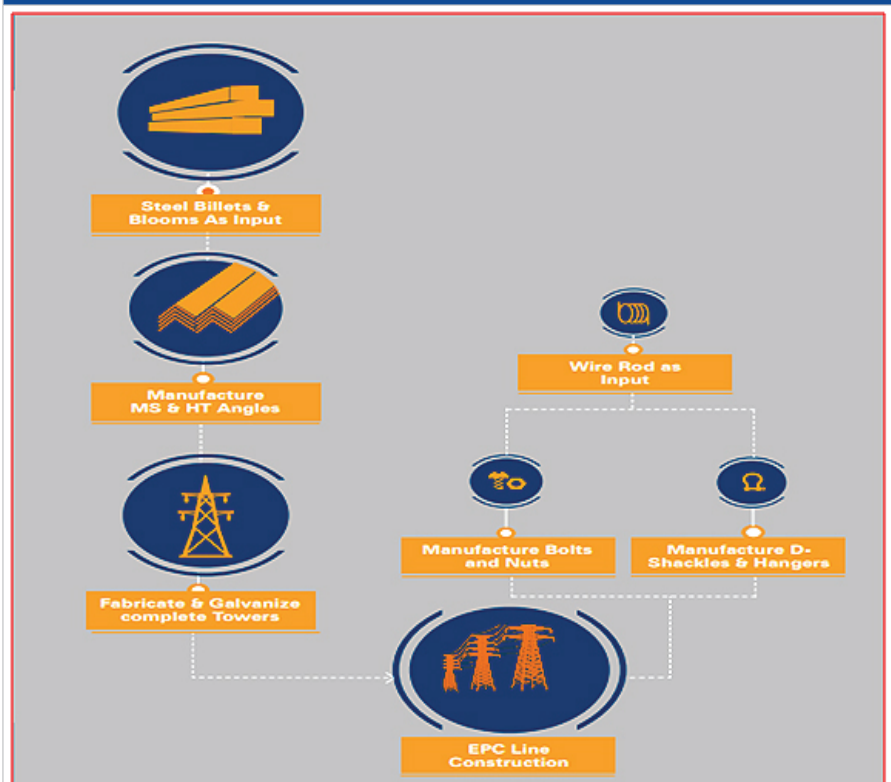 Steel Billets &
Blooms As Input
Manufacture
MS & HT Angles
Fabricate & Galvanize
complete Towers
Wire Rod as
Input
Manufacture Bolts
and Nuts
Manufacture D-
Shackles & Hangers
EPC Line
Construction